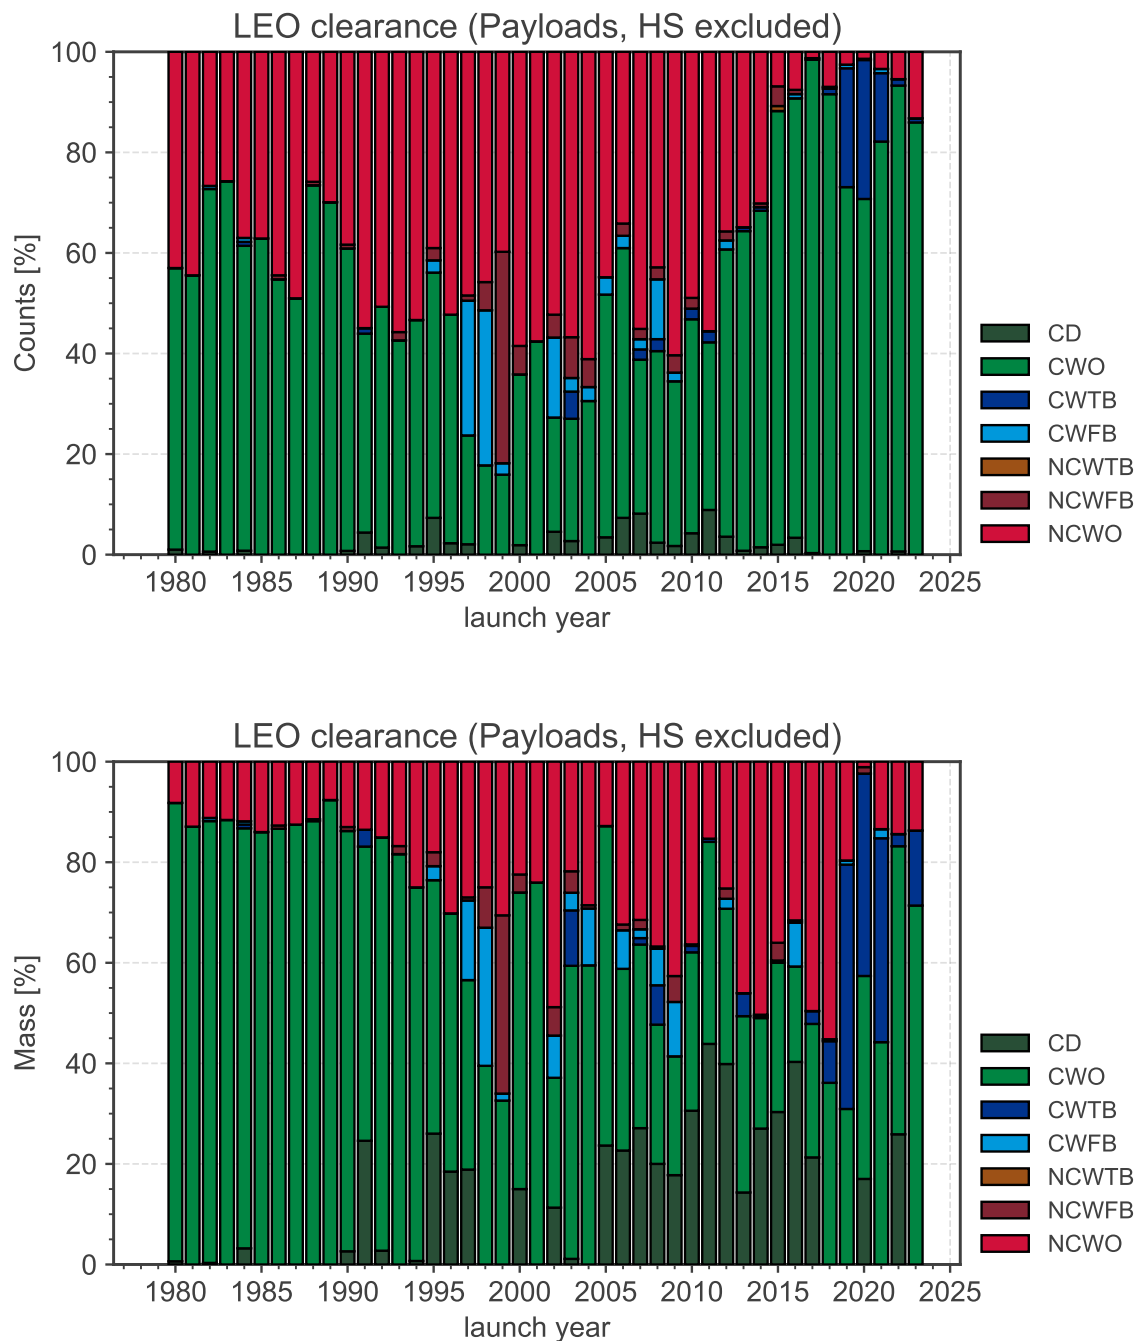 LEO clearance (Payloads, HS excluded)
100
80
60
40
20
0
Counts [%]
1980 1985 1990 1995 2000 2005 2010 2015 2020 2025
launch year
CD
CWO
CWTB
CWFB
NCWTB
NCWFB
NCWO
LEO clearance (Payloads, HS excluded)
100
80
60
40
20
0
Mass [%]
1980 1985 1990 1995 2000 2005 2010 2015 2020 2025
launch year
CD
CWO
CWTB
CWFB
NCWTB
NCWFB
NCWO